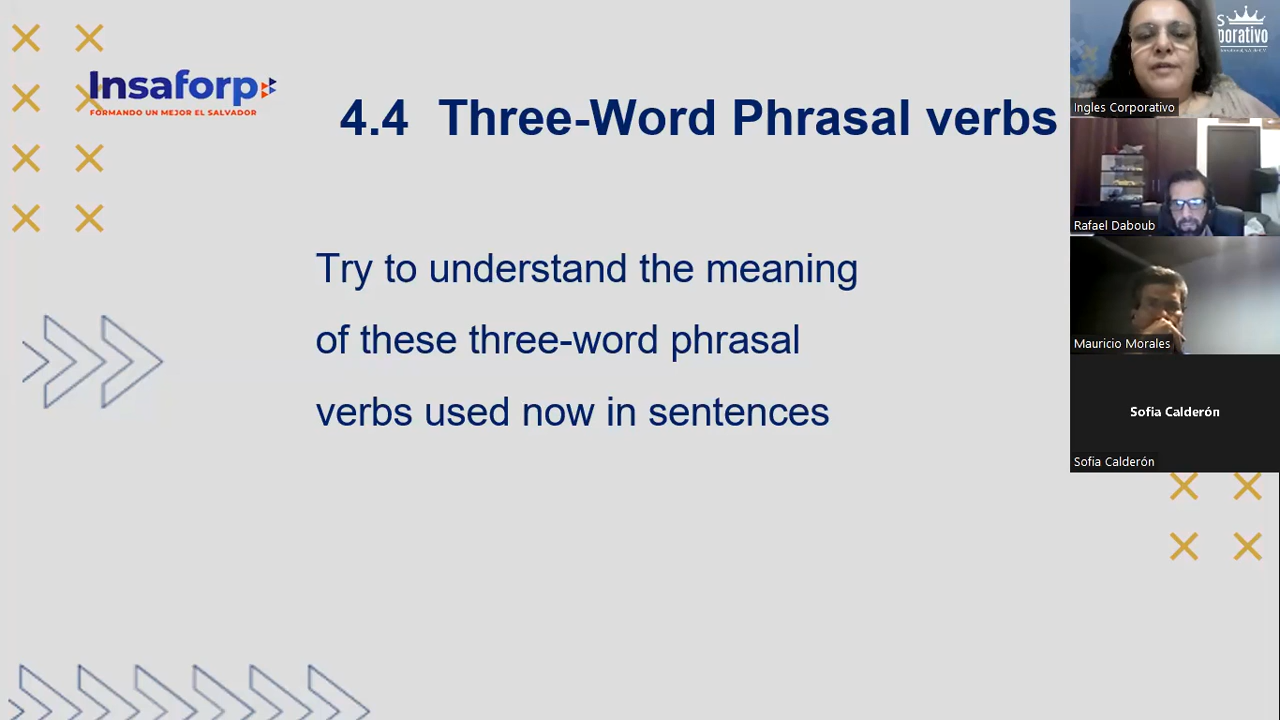 Insaforp
FORMANDO UN MEJOR EL SALVADOR
4.4 Three-Word Phrasal verbs
Try to understand the meaning
of these three-word phrasal
verbs used now in sentences
Ingles Corporativo
Rafael Daboub
Mauricio Morales
Sofia Calderón
Sofia Calderón